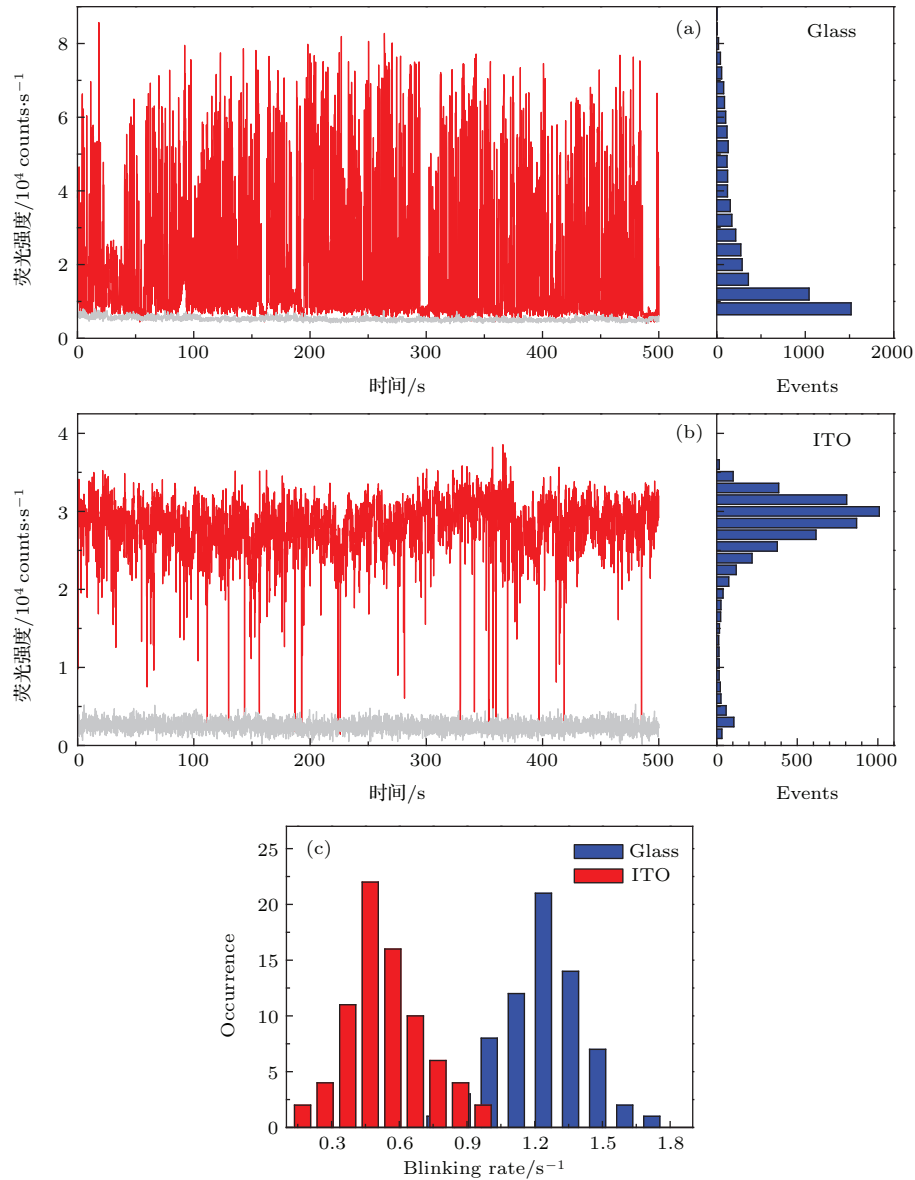 (a)
Glass
荧光强度/10⁴ counts·s⁻¹
8
6
4
2
0
0 100 200 300 400 500
0 1000 2000
时间/s
Events
(b)
ITO
荧光强度/10⁴ counts·s⁻¹
4
3
2
1
0
0 100 200 300 400 500
0 500 1000
时间/s
Events
(c)
Glass
ITO
Occurrence
25
20
15
10
5
0
0.3 0.6 0.9 1.2 1.5 1.8
Blinking rate/s⁻¹